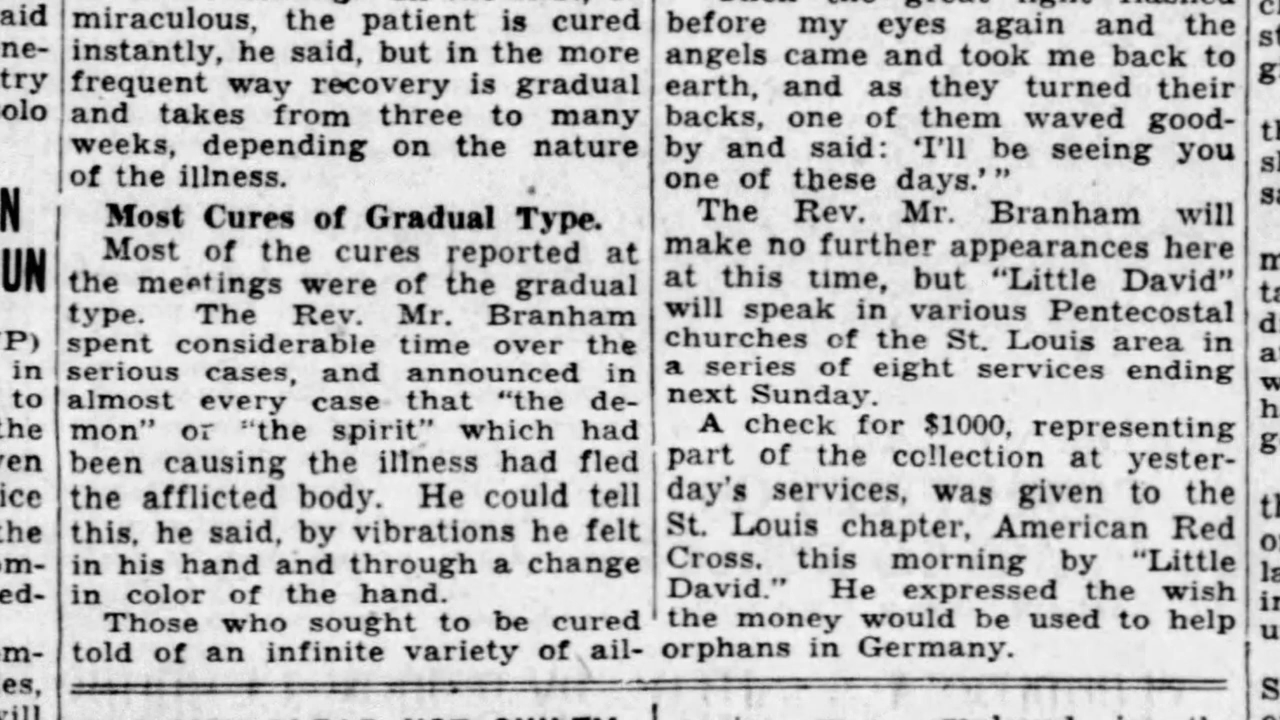 miraculous, the patient is cured
instantly, he said, but in the more
frequent way recovery is gradual
and takes from three to many
weeks, depending on the nature
of the illness.
Most Cures of Gradual Type.
Most of the cures reported at
the meetings were of the gradual
type. The Rev. Mr. Branham
spent considerable time over the
serious cases, and announced in
almost every case that "the de-
mon" or "the spirit" which had
been causing the illness had fled
the afflicted body. He could tell
this, he said, by vibrations he felt
in his hand and through a change
in color of the hand.
Those who sought to be cured
told of an infinite variety of ail-
before my eyes again and the
angels came and took me back to
earth, and as they turned their
backs, one of them waved good-
by and said: 'I'll be seeing you
one of these days.'"
The Rev. Mr. Branham will
make no further appearances here
at this time, but "Little David"
will speak in various Pentecostal
churches of the St. Louis area in
a series of eight services ending
next Sunday.
A check for $1000, representing
part of the collection at yester-
day's services, was given to the
St. Louis chapter, American Red
Cross, this morning by "Little
David." He expressed the wish
the money would be used to help
orphans in Germany.